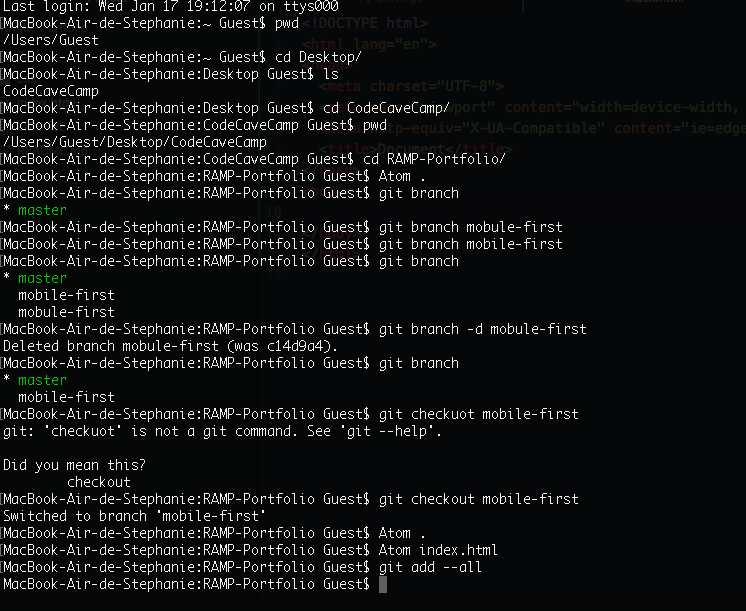 Last login: Wed Jan 17 19:12:07 on ttys000
[MacBook-Air-de-Stephanie:~ Guest$ pwd
/Users/Guest
[MacBook-Air-de-Stephanie:~ Guest$ cd Desktop/
[MacBook-Air-de-Stephanie:Desktop Guest$ ls
CodeCaveCamp
[MacBook-Air-de-Stephanie:Desktop Guest$ cd CodeCaveCamp/
[MacBook-Air-de-Stephanie:CodeCaveCamp Guest$ pwd
/Users/Guest/Desktop/CodeCaveCamp
[MacBook-Air-de-Stephanie:CodeCaveCamp Guest$ cd RAMP-Portfolio/
[MacBook-Air-de-Stephanie:RAMP-Portfolio Guest$ Atom .
[MacBook-Air-de-Stephanie:RAMP-Portfolio Guest$ git branch
* master
[MacBook-Air-de-Stephanie:RAMP-Portfolio Guest$ git branch mobule-first
[MacBook-Air-de-Stephanie:RAMP-Portfolio Guest$ git branch mobile-first
[MacBook-Air-de-Stephanie:RAMP-Portfolio Guest$ git branch
* master
mobile-first
mobule-first
[MacBook-Air-de-Stephanie:RAMP-Portfolio Guest$ git branch -d mobule-first
Deleted branch mobule-first (was c14d9a4).
[MacBook-Air-de-Stephanie:RAMP-Portfolio Guest$ git branch
* master
mobile-first
[MacBook-Air-de-Stephanie:RAMP-Portfolio Guest$ git checkuot mobile-first
git: 'checkuot' is not a git command. See 'git --help'.
Did you mean this?
checkout
[MacBook-Air-de-Stephanie:RAMP-Portfolio Guest$ git checkout mobile-first
Switched to branch 'mobile-first'
[MacBook-Air-de-Stephanie:RAMP-Portfolio Guest$ Atom .
[MacBook-Air-de-Stephanie:RAMP-Portfolio Guest$ Atom index.html
[MacBook-Air-de-Stephanie:RAMP-Portfolio Guest$ git add --all
MacBook-Air-de-Stephanie:RAMP-Portfolio Guest$
<!DOCTYPE html>
<html lang="en">
<meta charset="UTF-8">
content="width=device-width,
"X-UA-Compatible" content="ie=edge
<title>Document</title>